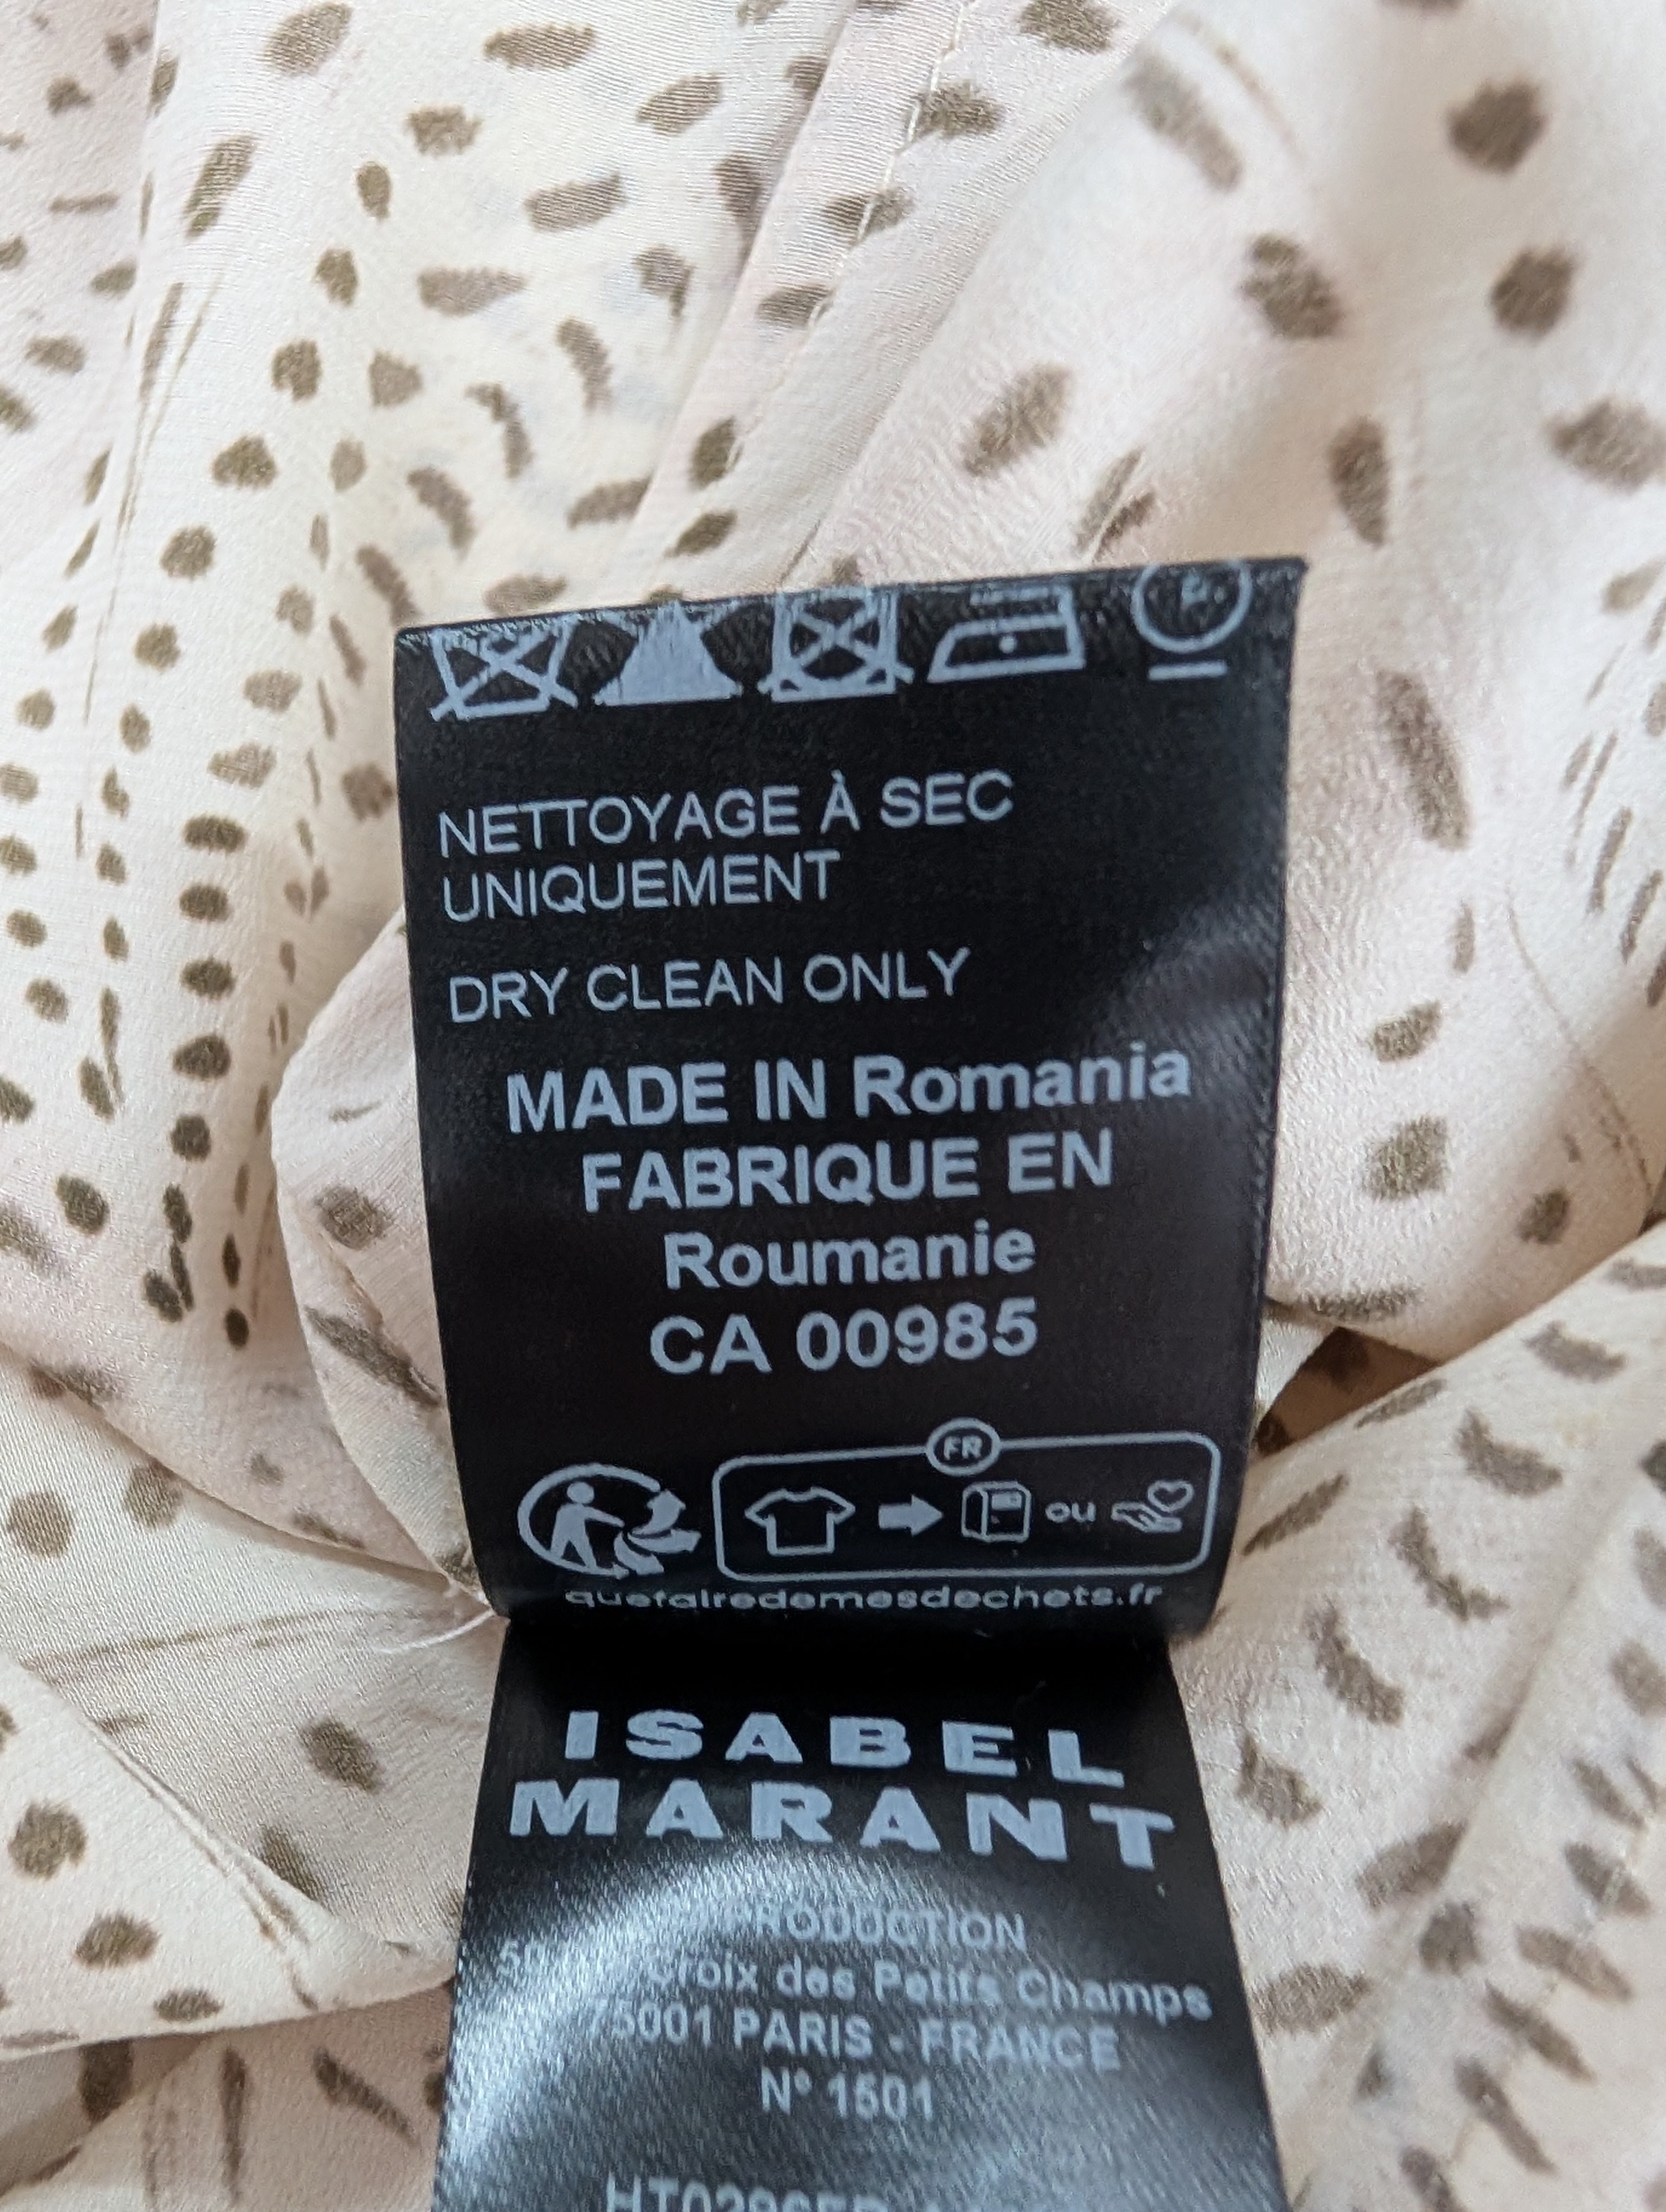 NETTOYAGE À SEC
UNIQUEMENT
DRY CLEAN ONLY
MADE IN Romania
FABRIQUE EN
Roumanie
CA 00985
FR
ou
quefairedemesdechets.fr
ISABEL
MARANT
PRODUCTION
Croix des Petits Champs
75001 PARIS - FRANCE
N° 1501